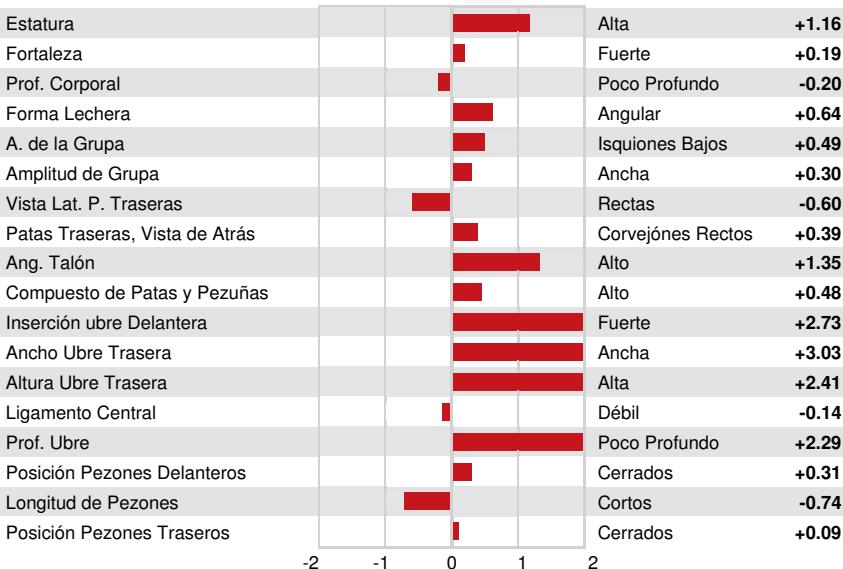 Estatura Alta +1.16
Fortaleza Fuerte +0.19
Prof. Corporal Poco Profundo -0.20
Forma Lechera Angular +0.64
A. de la Grupa Isquiones Bajos +0.49
Amplitud de Grupa Ancha +0.30
Vista Lat. P. Traseras Rectas -0.60
Patas Traseras, Vista de Atrás Corvejónes Rectos +0.39
Ang. Talón Alto +1.35
Compuesto de Patas y Pezuñas Alto +0.48
Inserción ubre Delantera Fuerte +2.73
Ancho Ubre Trasera Ancha +3.03
Altura Ubre Trasera Alta +2.41
Ligamento Central Débil -0.14
Prof. Ubre Poco Profundo +2.29
Posición Pezones Delanteros Cerrados +0.31
Longitud de Pezones Cortos -0.74
Posición Pezones Traseros Cerrados +0.09
-2 -1 0 1 2